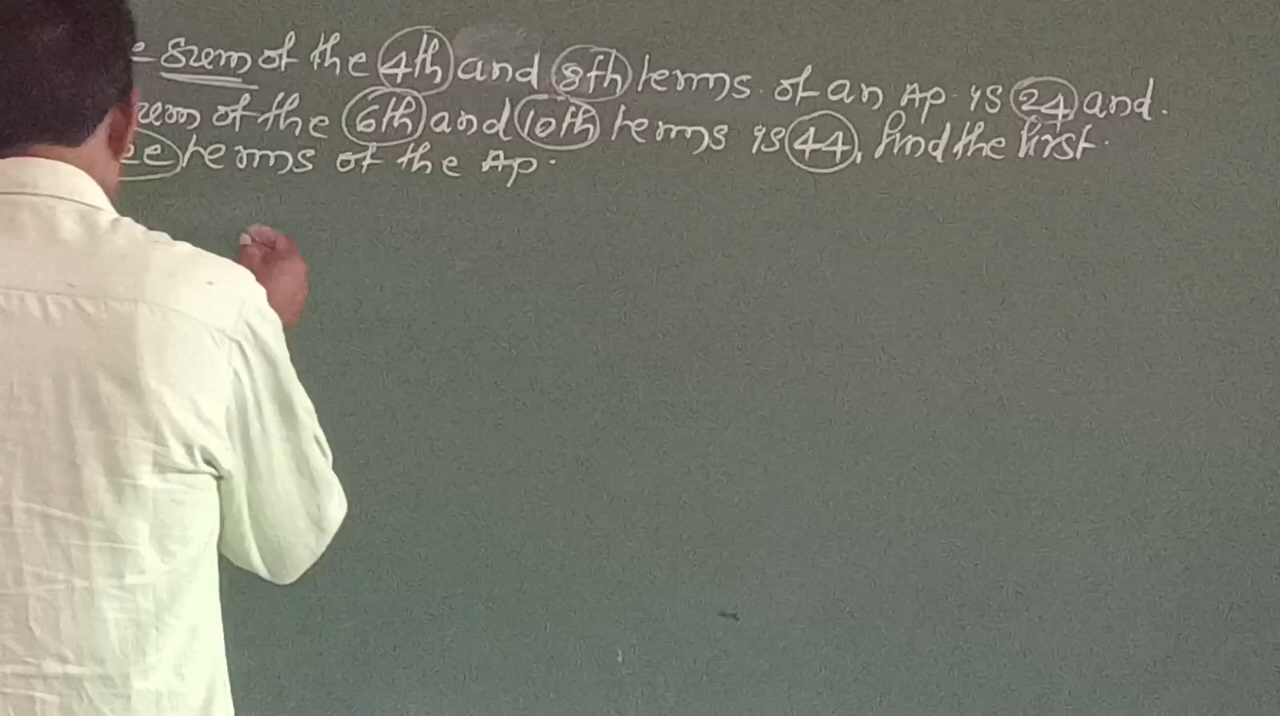 sum of the 4th and 8th terms of an AP is 24 and.
of the 6th and 10th terms is 44. find the first.
terms of the AP.